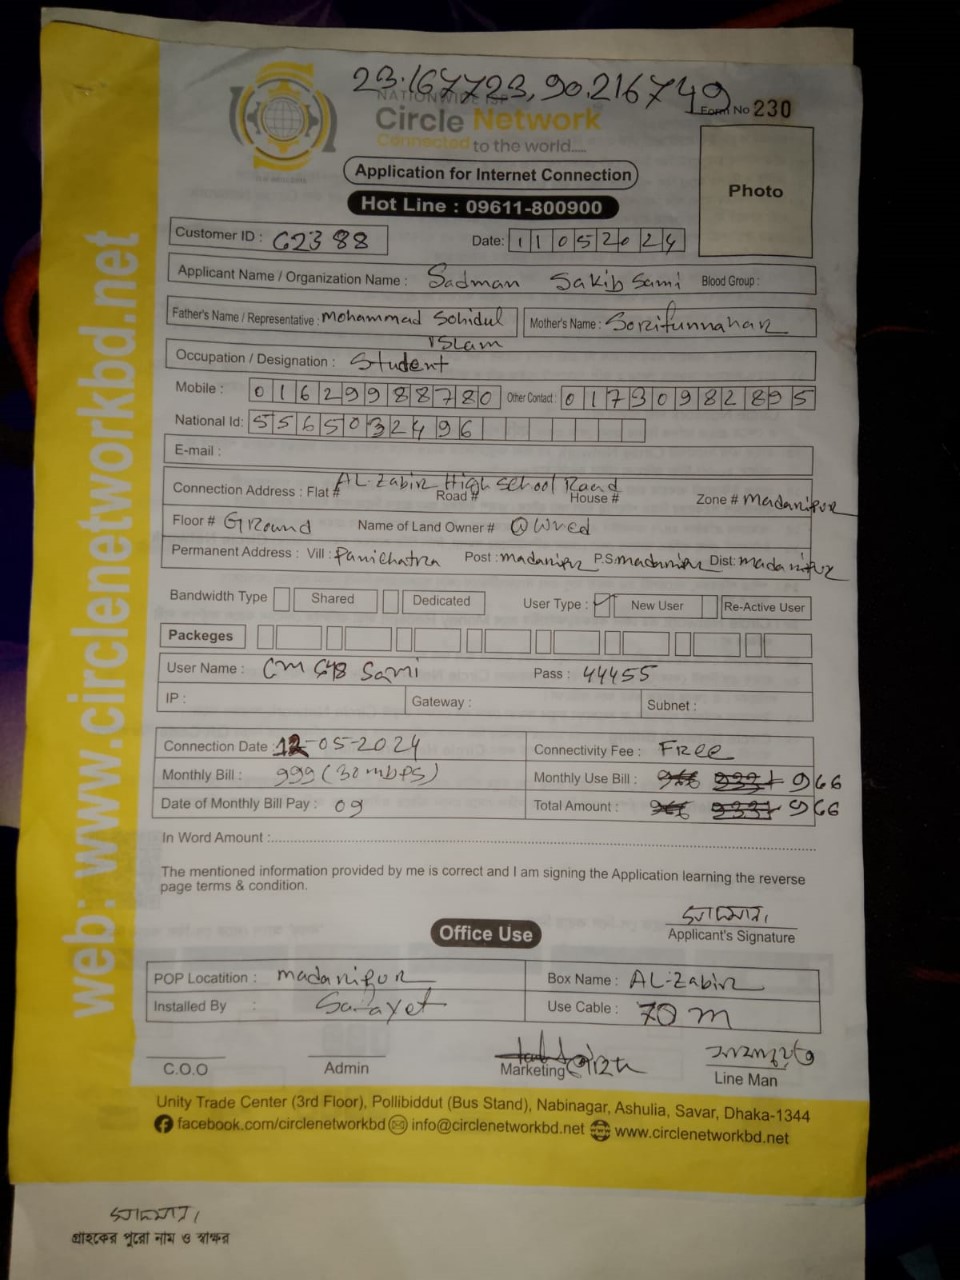 23.167723,90.216749
NATIONWIDE ISP
Form No 230
Circle Network
Connected to the world....
Photo
Application for Internet Connection
Hot Line : 09611-800900
Customer ID : C2388
Date: 11052024
Applicant Name / Organization Name : Sadman Sakib Sami Blood Group :
Father's Name / Representative : Mohammad Sohidul Islam
Mother's Name : Sorifunnahar
Occupation / Designation : Student
Mobile : 01629988780 Other Contact : 01730982895
National Id: 5565032496
E-mail :
Connection Address : Flat # AL-Zabir High School Road Road # House # Zone # Madanipur
Floor # Ground Name of Land Owner # Owned
Permanent Address : Vill : Panichatra Post : madanipur P.S: madanipur Dist: madanipur
Bandwidth Type Shared Dedicated User Type : ✓ New User Re-Active User
Packeges
User Name : CM C48 Sami Pass : 44455
IP : Gateway : Subnet :
Connection Date : 12-05-2024 Connectivity Fee : Free
Monthly Bill : 999 (30 mbps) Monthly Use Bill : 966
Date of Monthly Bill Pay : 09 Total Amount : 966
In Word Amount :
The mentioned information provided by me is correct and I am signing the Application learning the reverse
page terms & condition.
Applicant's Signature
Office Use
POP Locatition : madanipur Box Name : AL-Zabir
Installed By : Safayet Use Cable : 70 m
C.O.O Admin Marketing Line Man
Unity Trade Center (3rd Floor), Pollibiddut (Bus Stand), Nabinagar, Ashulia, Savar, Dhaka-1344
facebook.com/circlenetworkbd info@circlenetworkbd.net www.circlenetworkbd.net
web: www.circlenetworkbd.net
গ্রাহকের পুরো নাম ও স্বাক্ষর